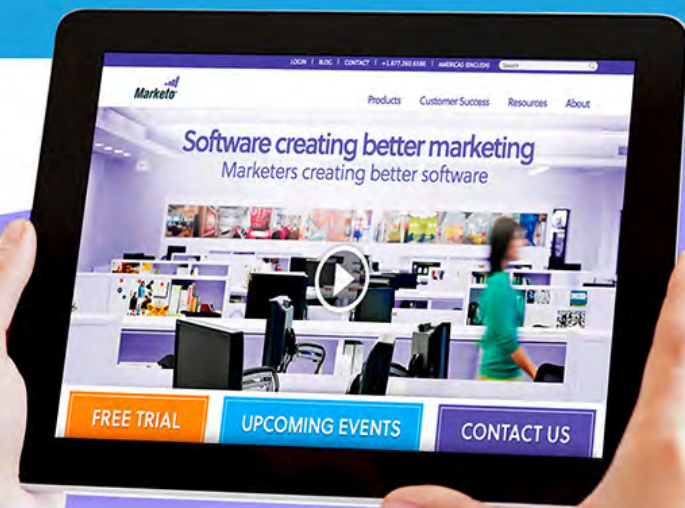 LOGIN | BLOG | CONTACT | +1.877.260.6586 | AMERICAS (ENGLISH) Search
Marketo
Products Customer Success Resources About
Software creating better marketing
Marketers creating better software
FREE TRIAL UPCOMING EVENTS CONTACT US